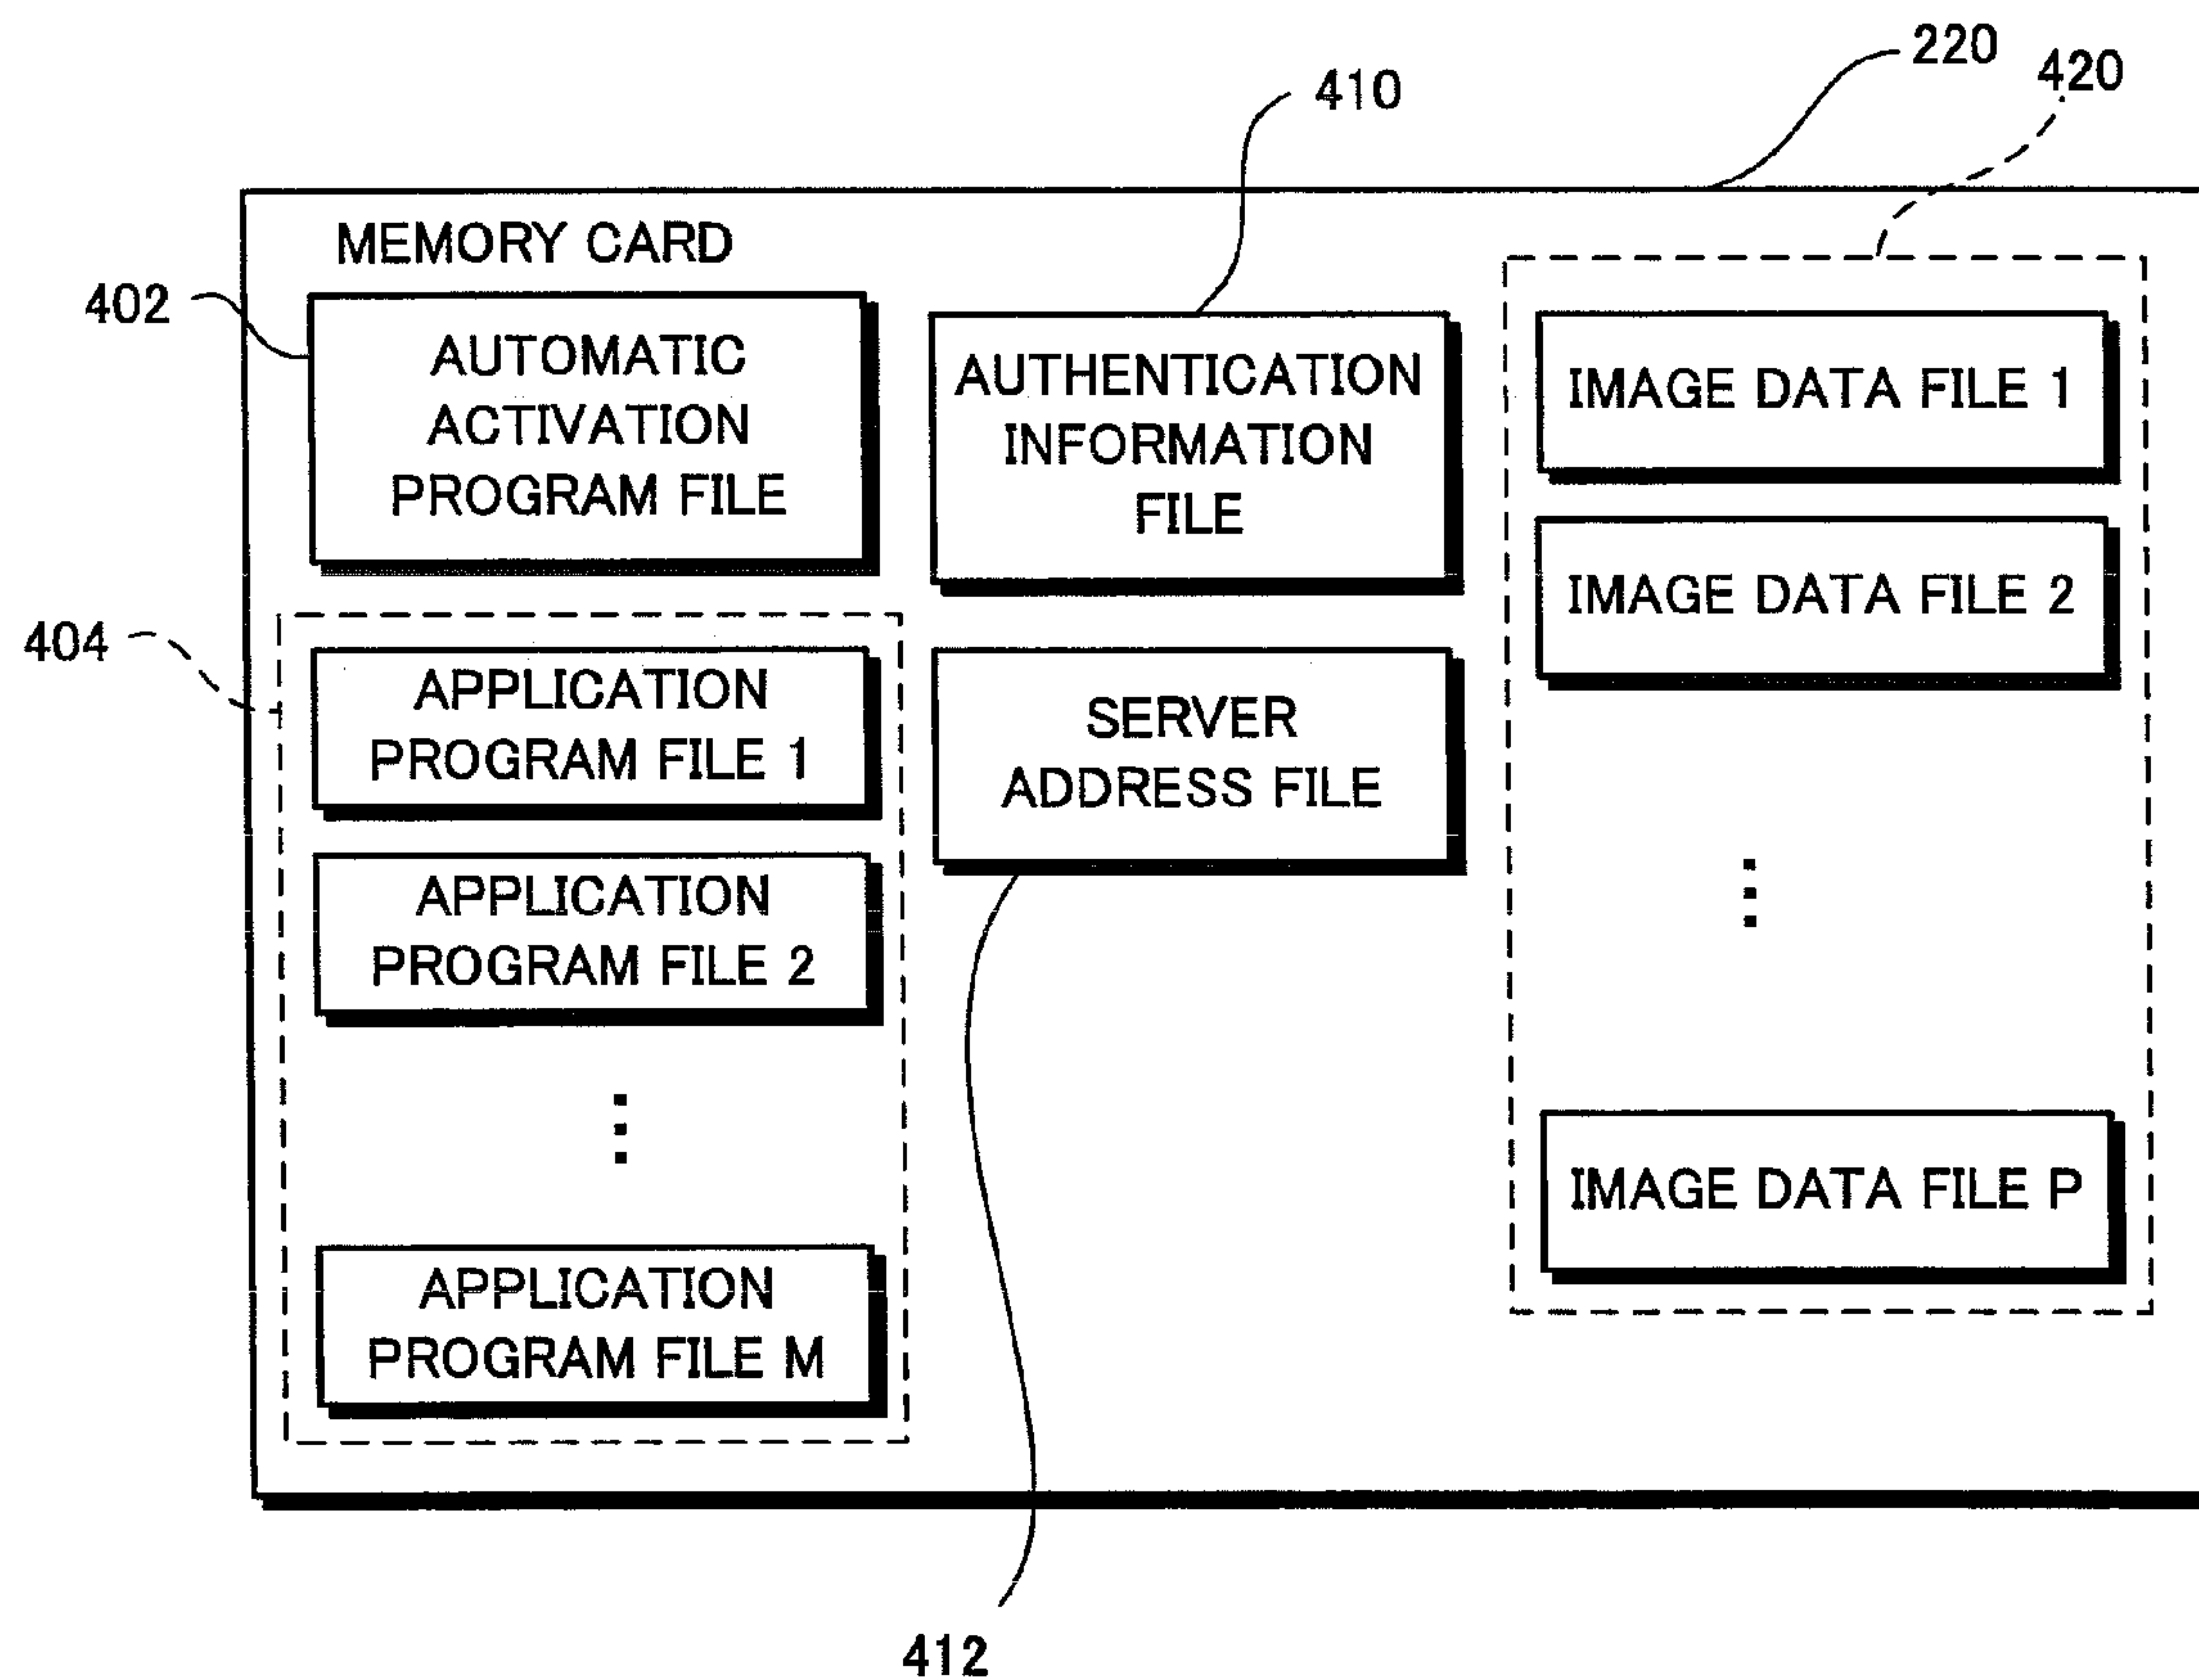 220
420
410
MEMORY CARD
402
AUTOMATIC
ACTIVATION
PROGRAM FILE
AUTHENTICATION
INFORMATION
FILE
IMAGE DATA FILE 1
IMAGE DATA FILE 2
404
APPLICATION
PROGRAM FILE 1
SERVER
ADDRESS FILE
APPLICATION
PROGRAM FILE 2
IMAGE DATA FILE P
APPLICATION
PROGRAM FILE M
412